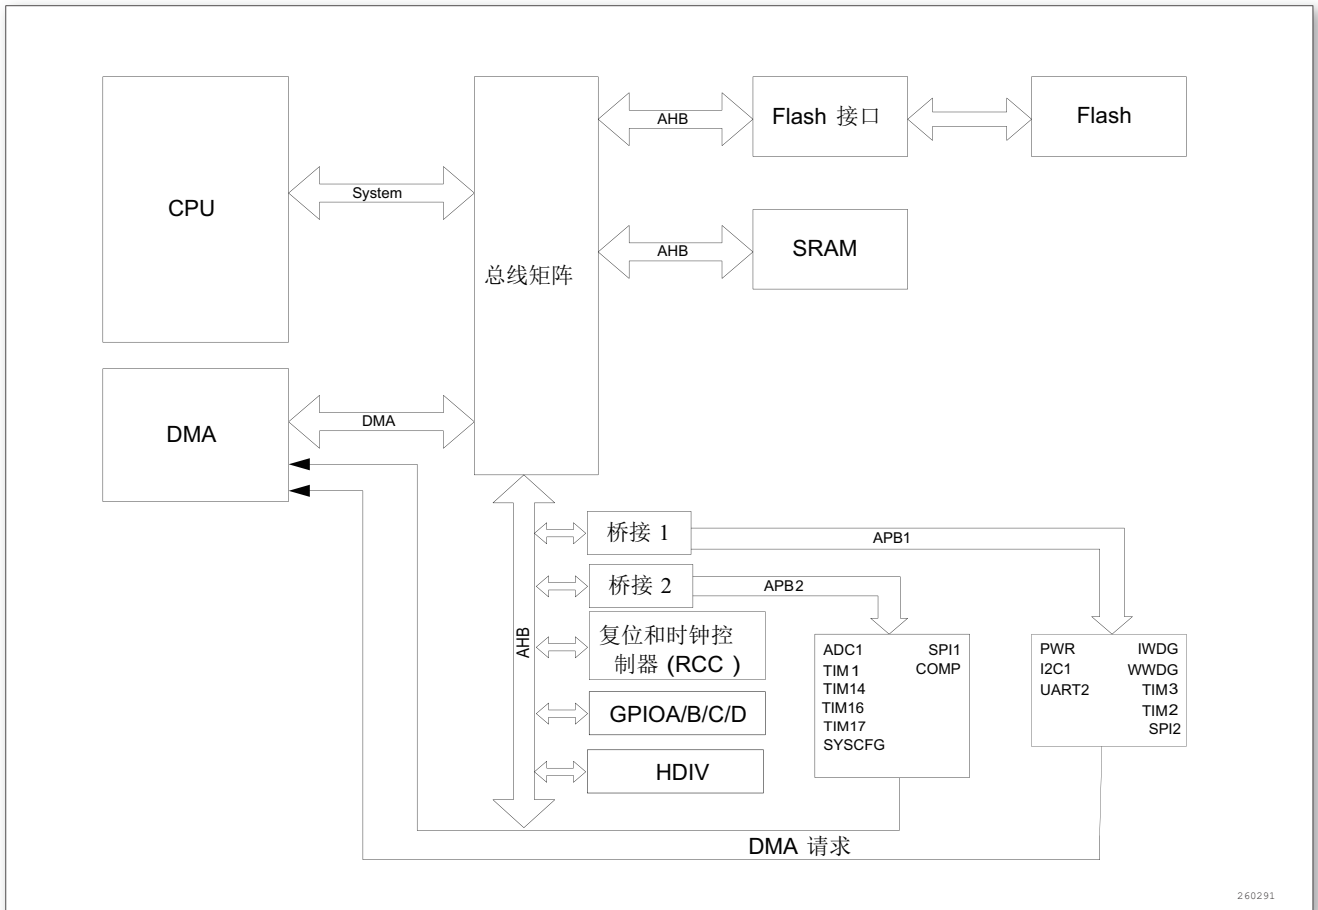 CPU
System
总线矩阵
AHB
Flash 接口
Flash
AHB
SRAM
DMA
DMA
AHB
桥接 1
APB1
桥接 2
APB2
复位和时钟控
制器 (RCC )
GPIOA/B/C/D
HDIV
ADC1 SPI1
TIM1 COMP
TIM14
TIM16
TIM17
SYSCFG
PWR IWDG
I2C1 WWDG
UART2 TIM3
TIM2
SPI2
DMA 请求
260291